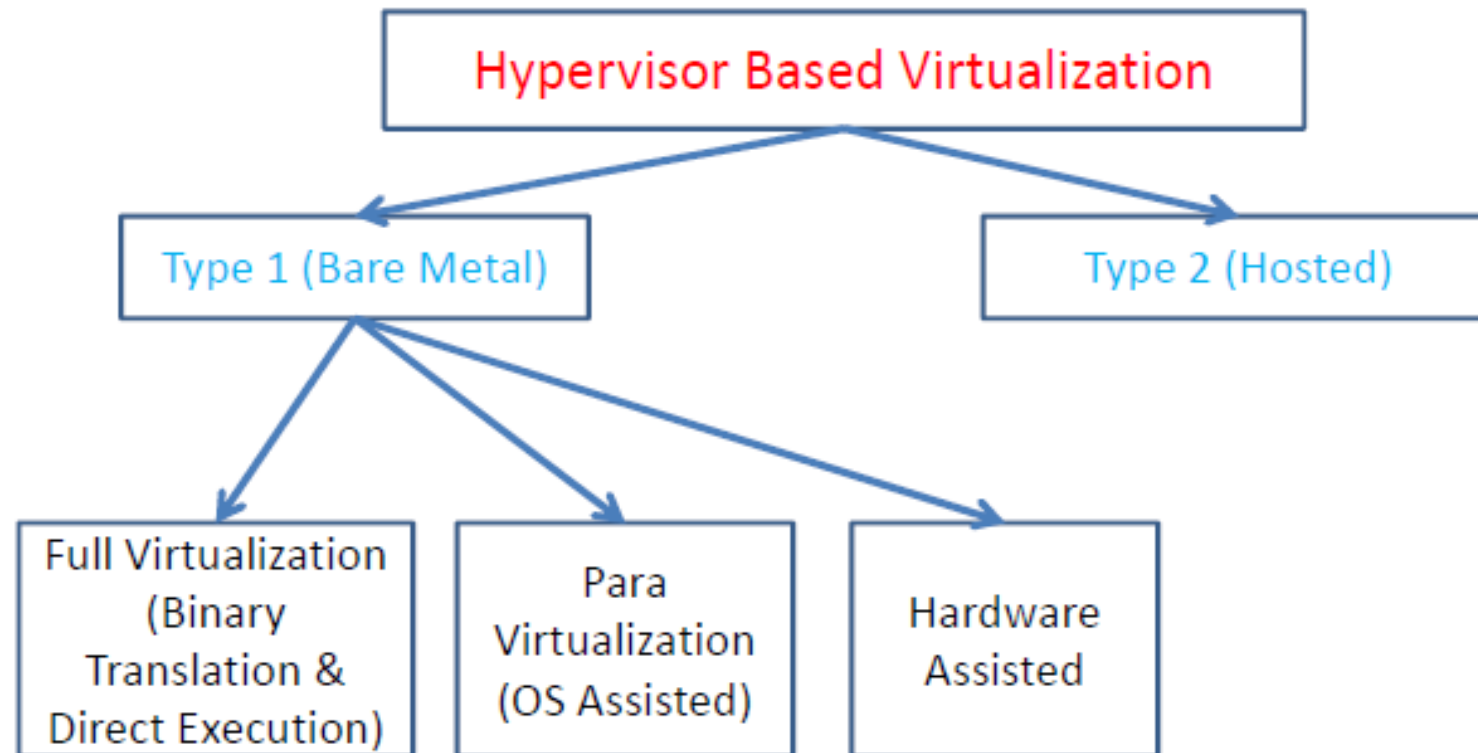 Hypervisor Based Virtualization
Type 1 (Bare Metal)
Type 2 (Hosted)
Full Virtualization
(Binary
Translation &
Direct Execution)
Para
Virtualization
(OS Assisted)
Hardware
Assisted